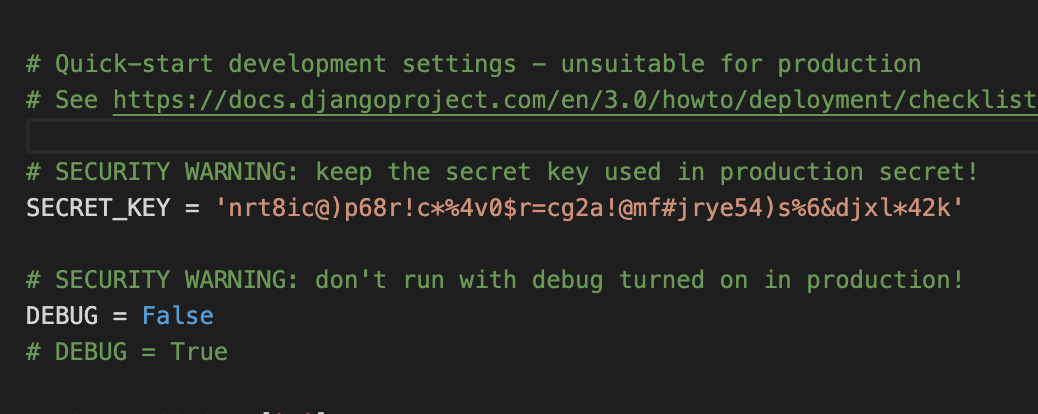 # Quick-start development settings - unsuitable for production
# See https://docs.djangoproject.com/en/3.0/howto/deployment/checklist
# SECURITY WARNING: keep the secret key used in production secret!
SECRET_KEY = 'nrt8ic@)p68r!c*%4v0$r=cg2a!@mf#jrye54)s%6&djxl*42k'
# SECURITY WARNING: don't run with debug turned on in production!
DEBUG = False
# DEBUG = True